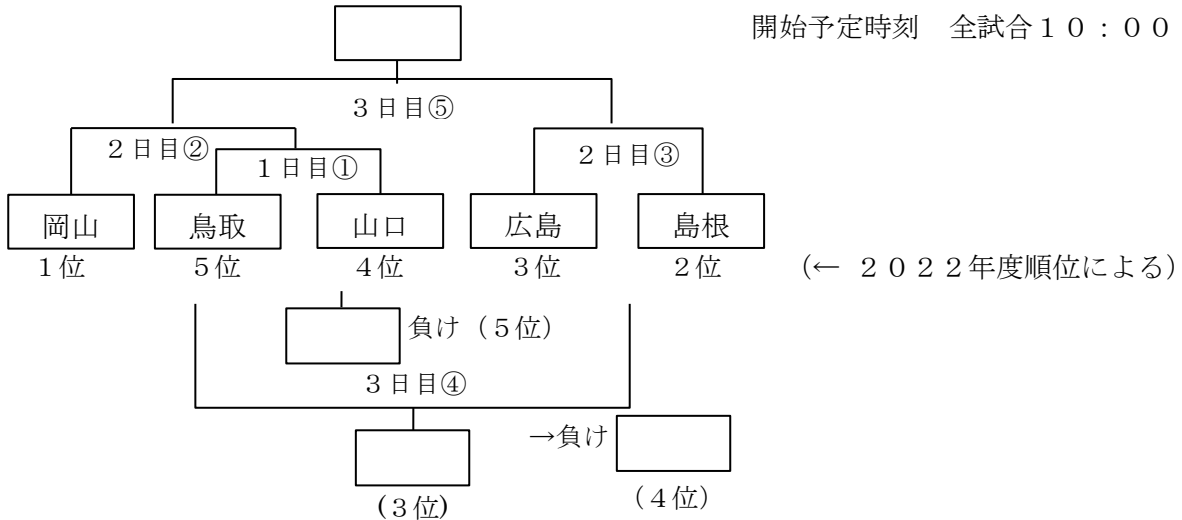 開始予定時刻　全試合１０：００
３日目⑤
２日目②
１日目①
２日目③
岡山
鳥取
山口
広島
島根
１位
５位
４位
３位
２位
（← ２０２２年度順位による）
負け（５位）
３日目④
→負け
（３位）
（４位）